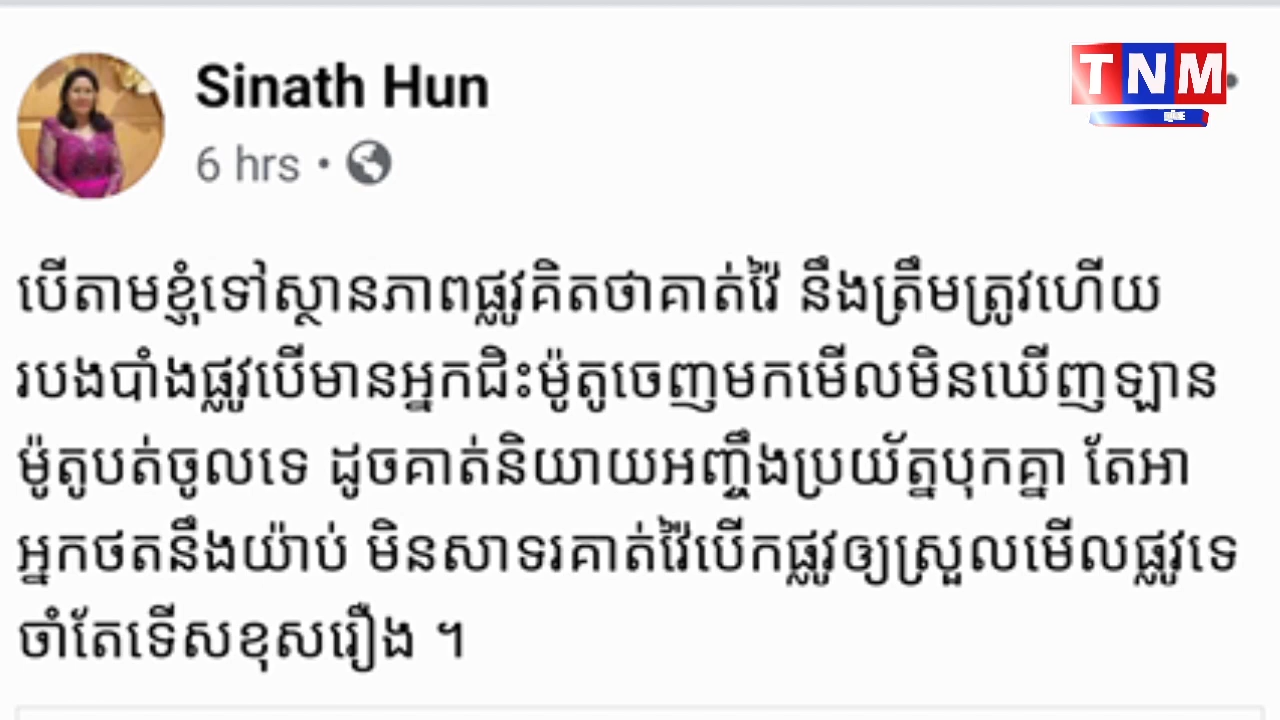 Sinath Hun
TNM
6 hrs •
បើតាមខ្ញុំទៅស្ថានភាពផ្លូវគិតថាគាត់វ៉ៃ នឹងត្រឹមត្រូវហើយ
របងបាំងផ្លូវបើមានអ្នកជិះម៉ូតូចេញមកមើលមិនឃើញឡាន
ម៉ូតូបត់ចូលទេ ដូចគាត់និយាយអញ្ចឹងប្រយ័ត្នបុកគ្នា តែអា
អ្នកថតនឹងយ៉ាប់ មិនសាទរគាត់វ៉ៃបើកផ្លូវឲ្យស្រួលមើលផ្លូវទេ
ចាំតែទើសខុសរឿង ។